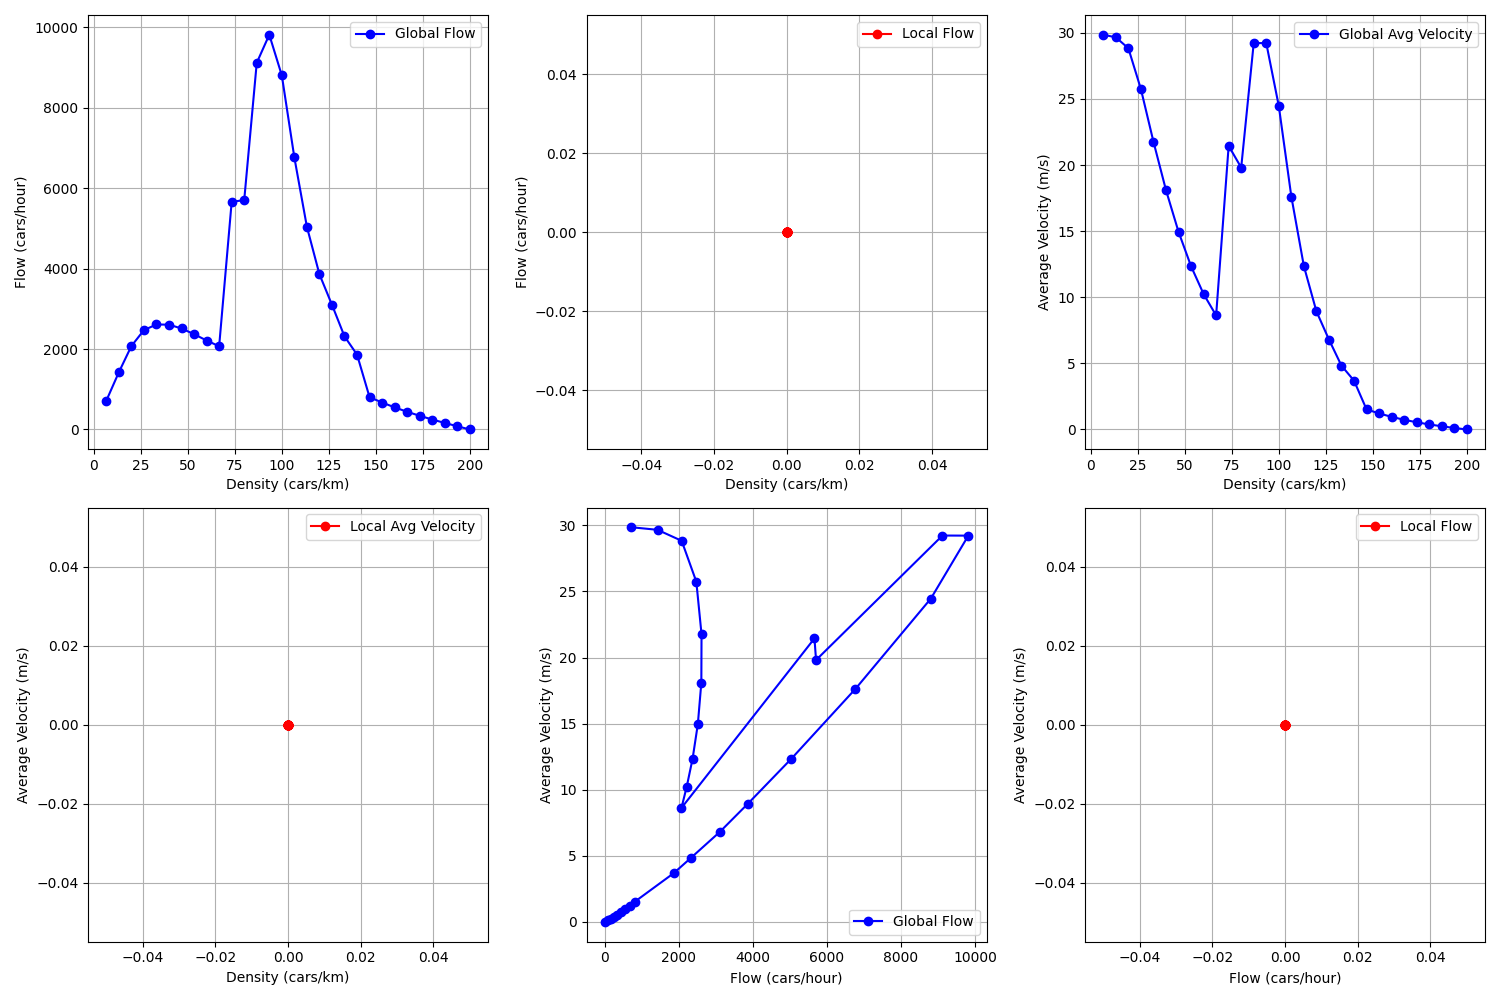 Global Flow
Flow (cars/hour)
10000
8000
6000
4000
2000
0
0 25 50 75 100 125 150 175 200
Density (cars/km)
Local Flow
Flow (cars/hour)
0.04
0.02
0.00
−0.02
−0.04
−0.04 −0.02 0.00 0.02 0.04
Density (cars/km)
Global Avg Velocity
Average Velocity (m/s)
30
25
20
15
10
5
0
0 25 50 75 100 125 150 175 200
Density (cars/km)
Local Avg Velocity
Average Velocity (m/s)
0.04
0.02
0.00
−0.02
−0.04
−0.04 −0.02 0.00 0.02 0.04
Density (cars/km)
Average Velocity (m/s)
30
25
20
15
10
5
0
Global Flow
0 2000 4000 6000 8000 10000
Flow (cars/hour)
Local Flow
Average Velocity (m/s)
0.04
0.02
0.00
−0.02
−0.04
−0.04 −0.02 0.00 0.02 0.04
Flow (cars/hour)